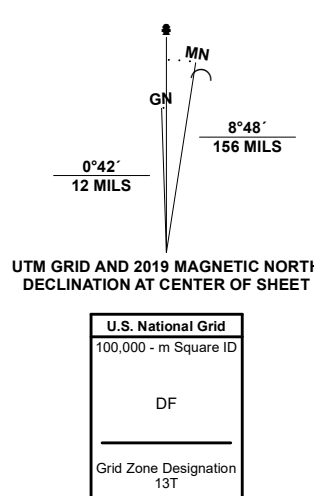 MN
GN
8°48´
156 MILS
0°42´
12 MILS
UTM GRID AND 2019 MAGNETIC NORTH
DECLINATION AT CENTER OF SHEET
U.S. National Grid
100,000 - m Square ID
DF
Grid Zone Designation
13T